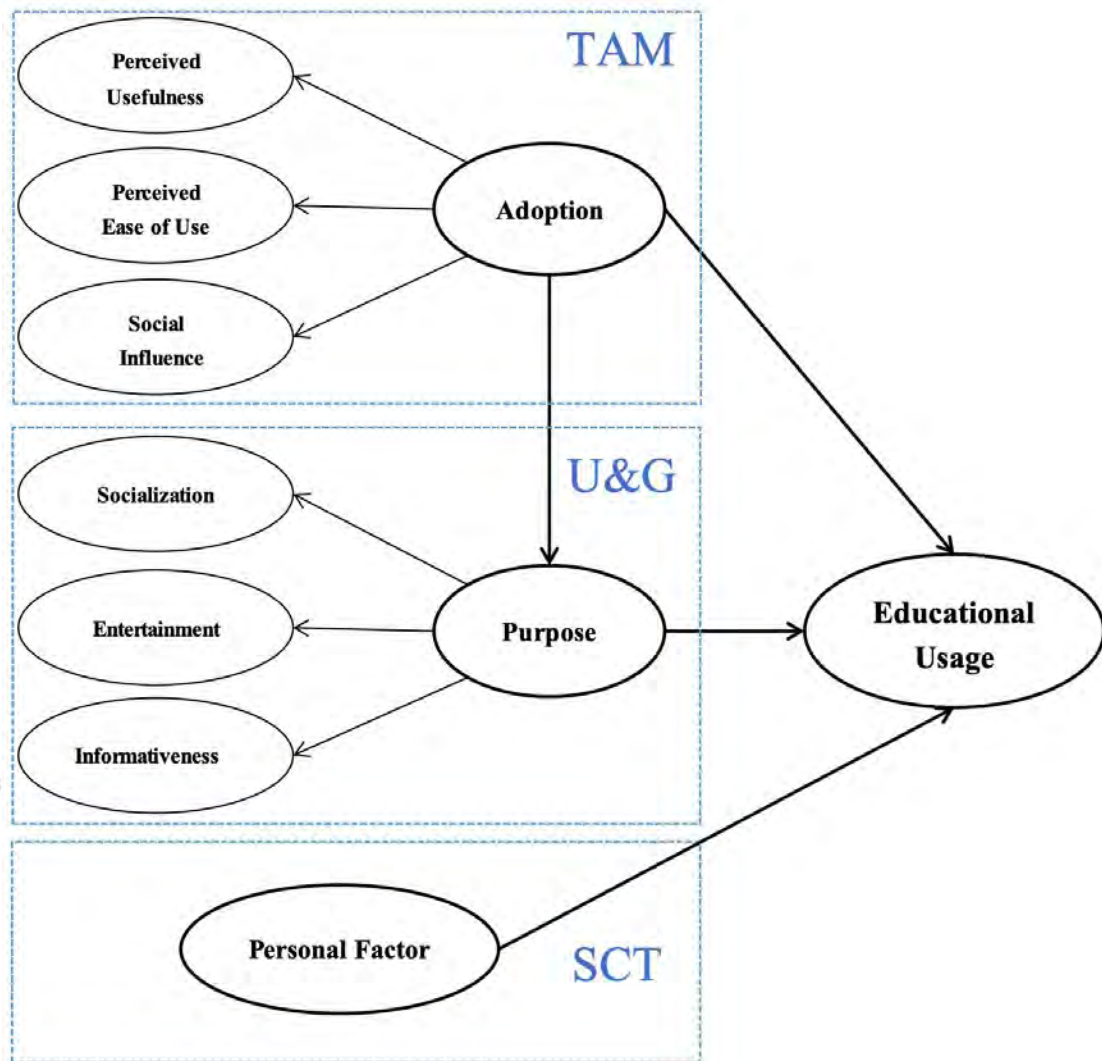 TAM
Perceived
Usefulness
Perceived
Ease of Use
Adoption
Social
Influence
U&G
Socialization
Entertainment
Purpose
Informativeness
Educational
Usage
Personal Factor
SCT